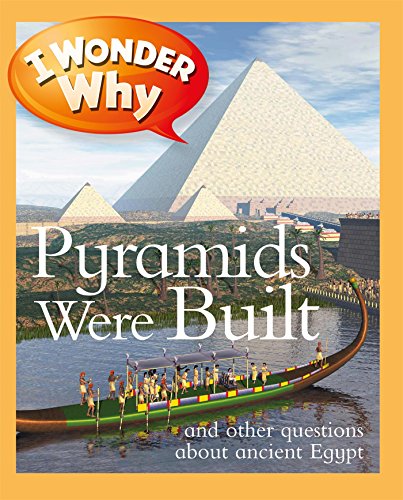 I WONDER
Why
Pyramids
Were Built
and other questions
about ancient Egypt